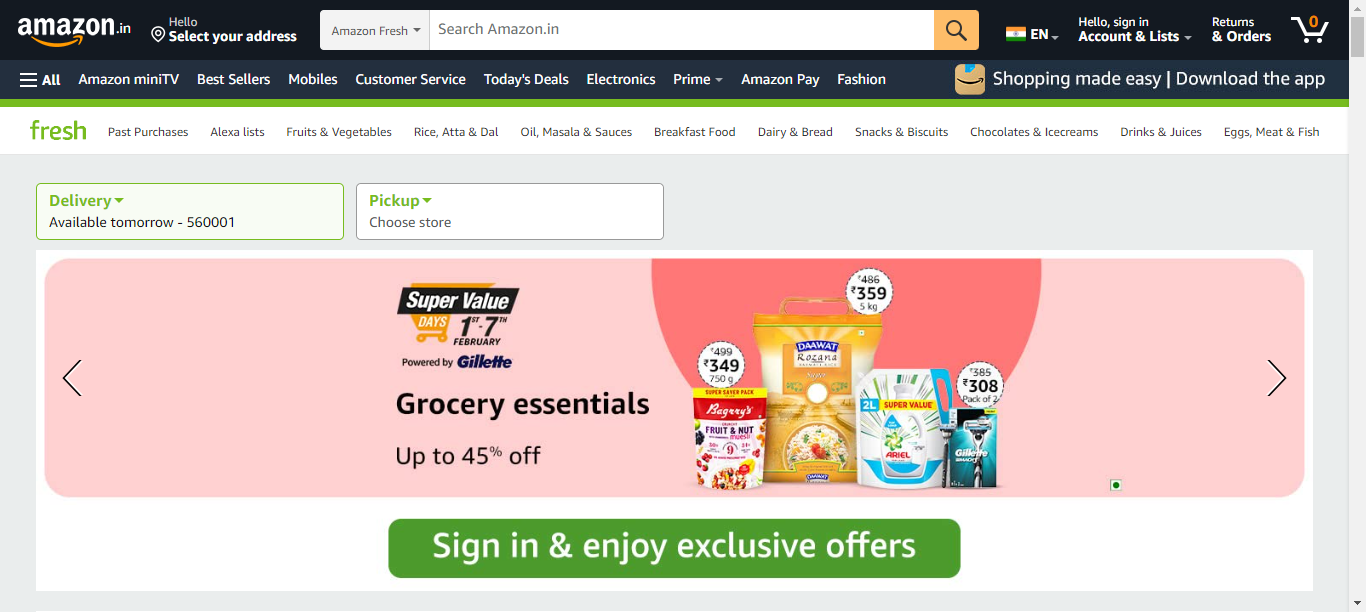 amazon.in
Hello
Select your address
Amazon Fresh
Search Amazon.in
EN
Hello, sign in
Account & Lists
Returns
& Orders
0
All
Amazon miniTV
Best Sellers
Mobiles
Customer Service
Today's Deals
Electronics
Prime
Amazon Pay
Fashion
Shopping made easy | Download the app
fresh
Past Purchases
Alexa lists
Fruits & Vegetables
Rice, Atta & Dal
Oil, Masala & Sauces
Breakfast Food
Dairy & Bread
Snacks & Biscuits
Chocolates & Icecreams
Drinks & Juices
Eggs, Meat & Fish
Delivery
Available tomorrow - 560001
Pickup
Choose store
Super Value
DAYS 1ST-7TH
FEBRUARY
Powered by Gillette
Grocery essentials
Up to 45% off
₹499
₹349
750 g
SUPER SAVER PACK
Bagrry's
FRUIT & NUT
muesli
₹486
₹359
5 kg
DAAWAT
Rozana
DAAWAT
2L SUPER VALUE
ARIEL
₹385
₹308
Pack of 2
Gillette
MACH3
Sign in & enjoy exclusive offers